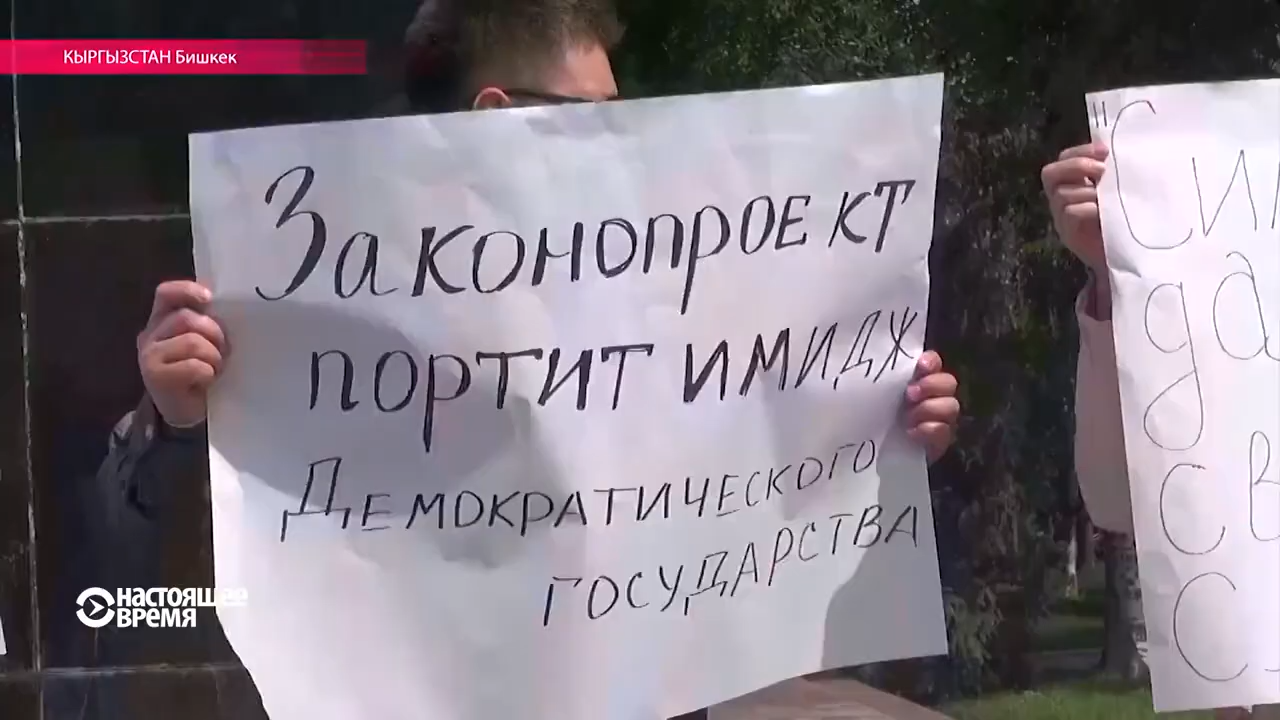 КЫРГЫЗСТАН Бишкек
Законопроект
портит имидж
Демократического
государства
НАСТОЯЩЕЕ
ВРЕМЯ